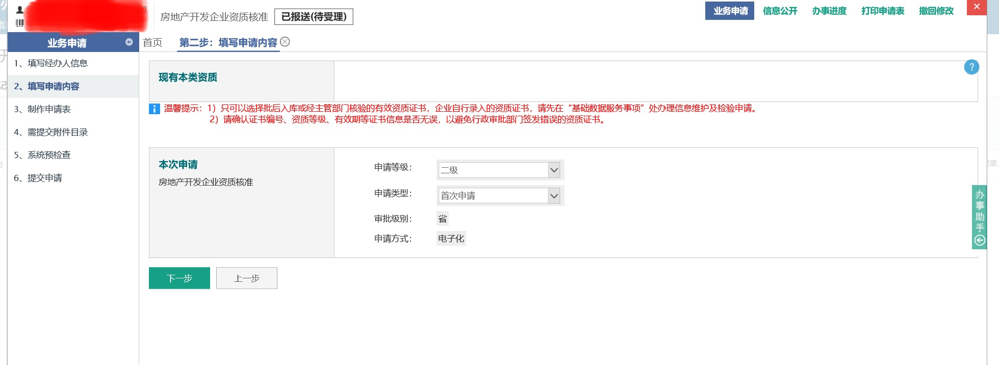 房地产开发企业资质核准 已报送(待受理)
业务申请 信息公开 办事进度 打印申请表 撤回修改
业务申请
首页 第二步：填写申请内容
1、填写经办人信息
2、填写申请内容
3、制作申请表
4、需提交附件目录
5、系统预检查
6、提交申请
现有本类资质
?
温馨提示：1）只可以选择批后入库或经主管部门核验的有效资质证书，企业自行录入的资质证书，请先在“基础数据服务事项”处办理信息维护及检验申请。
2）请确认证书编号、资质等级、有效期等证书信息是否无误，以避免行政审批部门签发错误的资质证书。
本次申请
房地产开发企业资质核准
申请等级： 二级
申请类型： 首次申请
审批级别： 省
申请方式： 电子化
下一步 上一步
办事助手